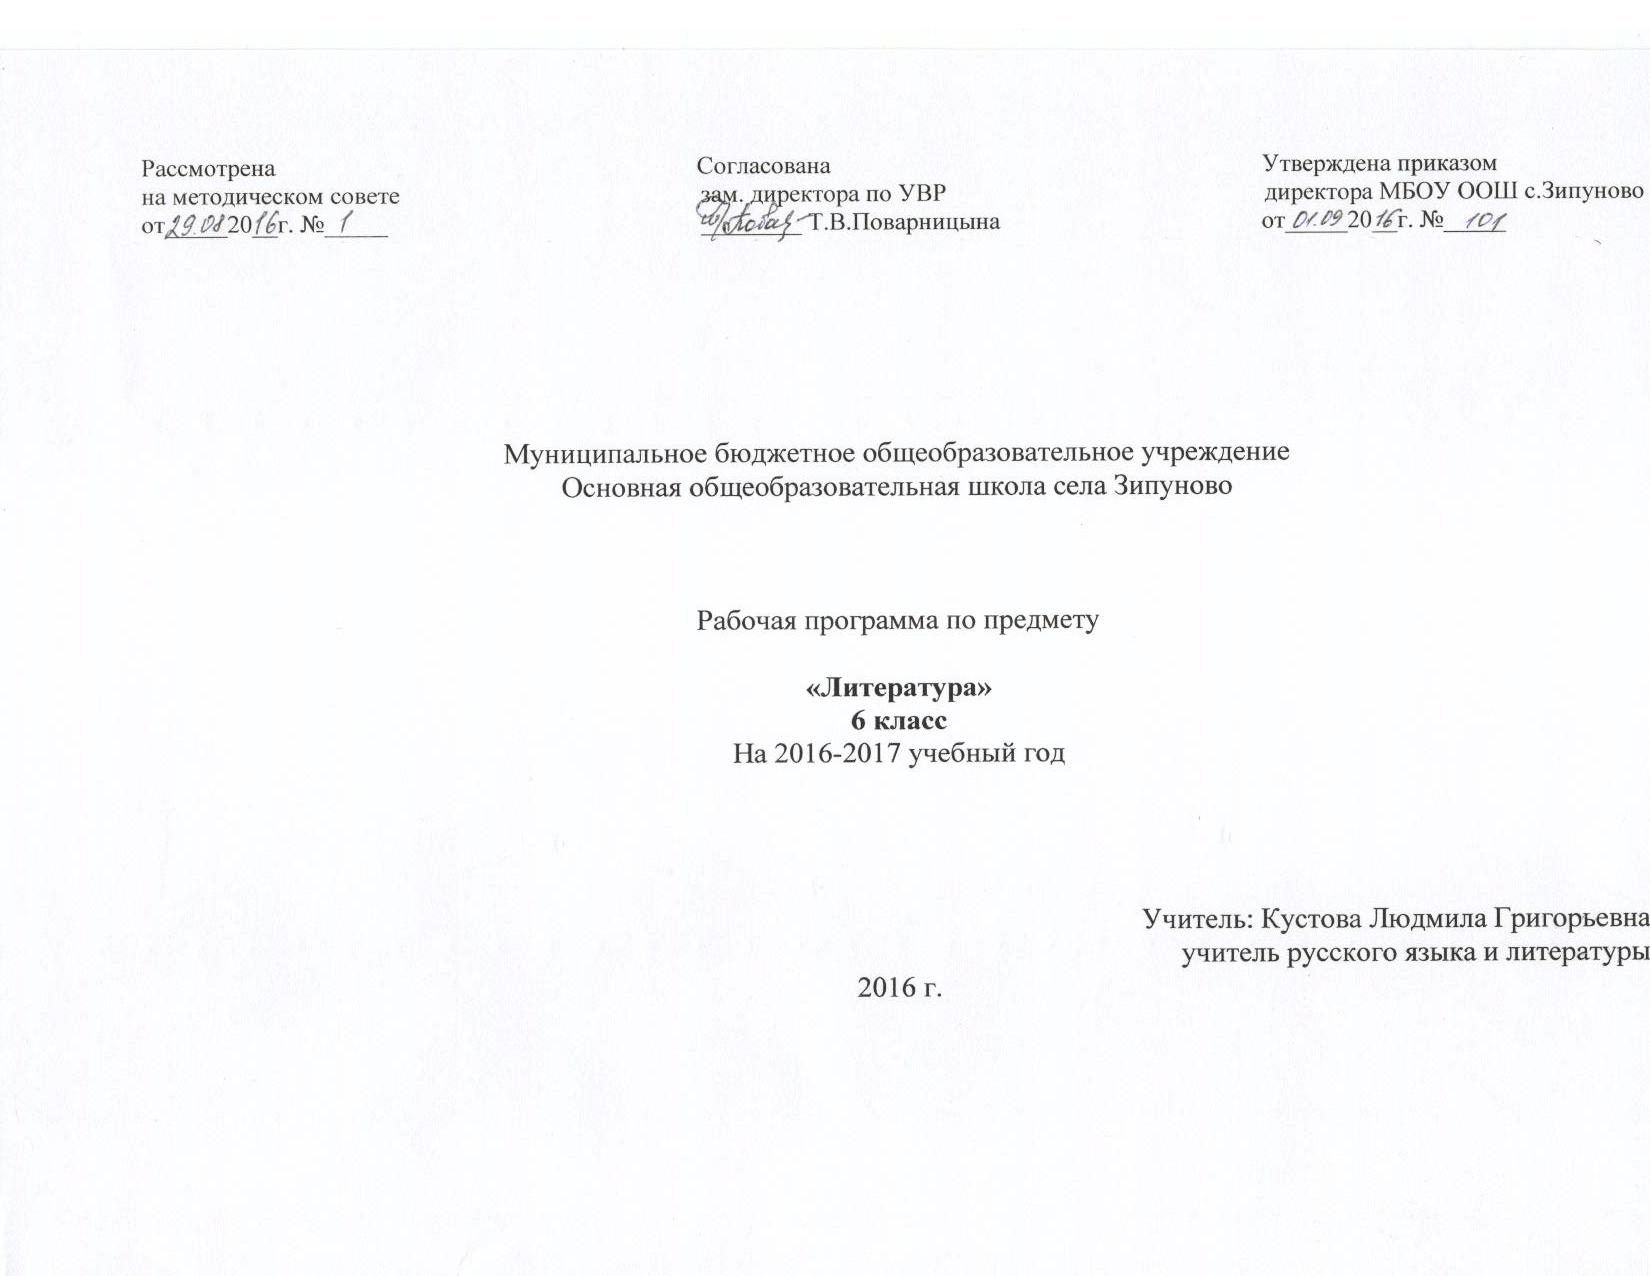 Рассмотрена
на методическом совете
от 29.08 2016г. № 1
Согласована
зам. директора по УВР
Т.В.Поварницына
Утверждена приказом
директора МБОУ ООШ с.Зипуново
от 01.09 2016г. № 101
Муниципальное бюджетное общеобразовательное учреждение
Основная общеобразовательная школа села Зипуново
Рабочая программа по предмету
«Литература»
6 класс
На 2016-2017 учебный год
Учитель: Кустова Людмила Григорьевна
учитель русского языка и литературы
2016 г.